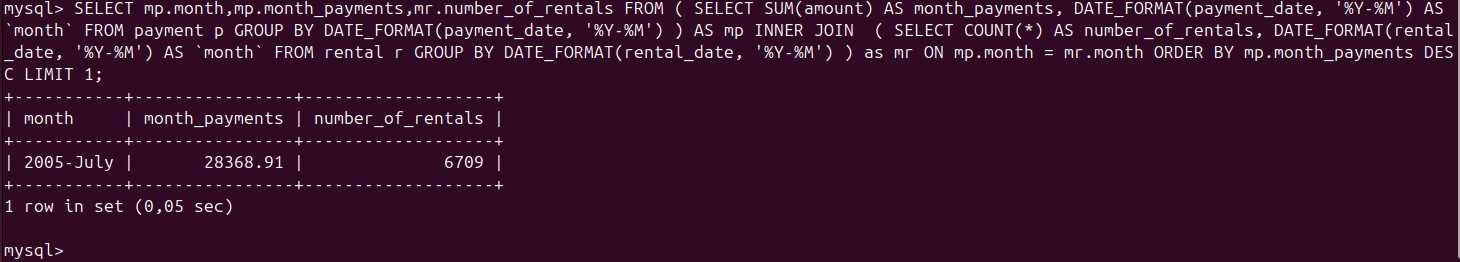 mysql> SELECT mp.month,mp.month_payments,mr.number_of_rentals FROM ( SELECT SUM(amount) AS month_payments, DATE_FORMAT(payment_date, '%Y-%M') AS
`month` FROM payment p GROUP BY DATE_FORMAT(payment_date, '%Y-%M') ) AS mp INNER JOIN  ( SELECT COUNT(*) AS number_of_rentals, DATE_FORMAT(rental
_date, '%Y-%M') AS `month` FROM rental r GROUP BY DATE_FORMAT(rental_date, '%Y-%M') ) as mr ON mp.month = mr.month ORDER BY mp.month_payments DES
C LIMIT 1;
+-----------+----------------+-------------------+
| month     | month_payments | number_of_rentals |
+-----------+----------------+-------------------+
| 2005-July |       28368.91 |              6709 |
+-----------+----------------+-------------------+
1 row in set (0,05 sec)

mysql>